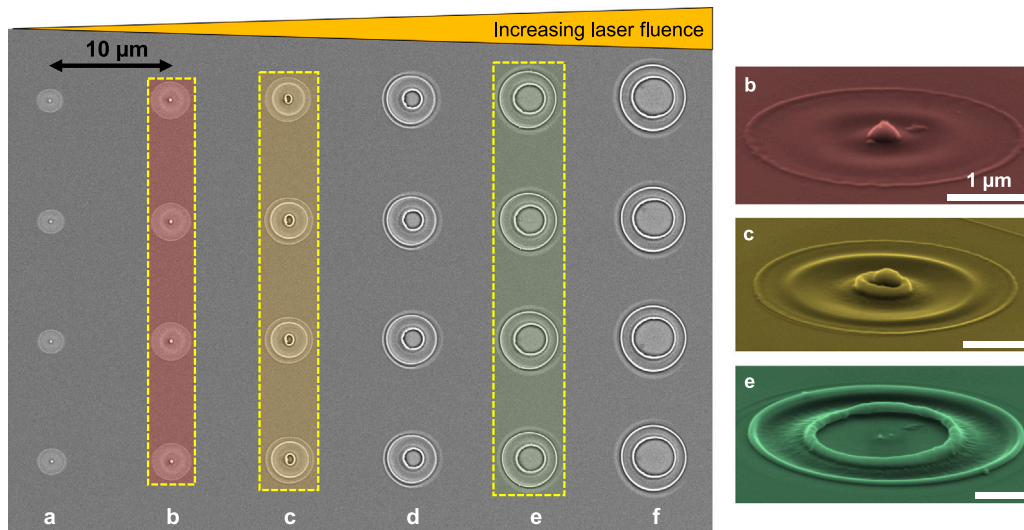 Increasing laser fluence
10 µm
a b c d e f
b
1 µm
c
e